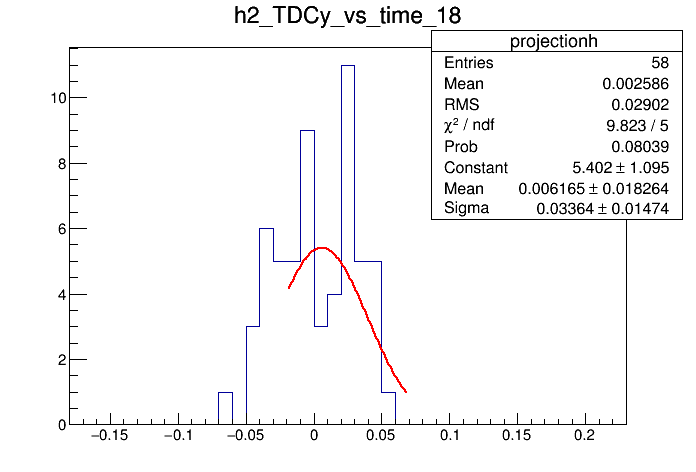 h2_TDCy_vs_time_18
projectionh
Entries 58
Mean 0.002586
RMS 0.02902
χ² / ndf 9.823 / 5
Prob 0.08039
Constant 5.402 ± 1.095
Mean 0.006165 ± 0.018264
Sigma 0.03364 ± 0.01474
10
8
6
4
2
0
−0.15 −0.1 −0.05 0 0.05 0.1 0.15 0.2